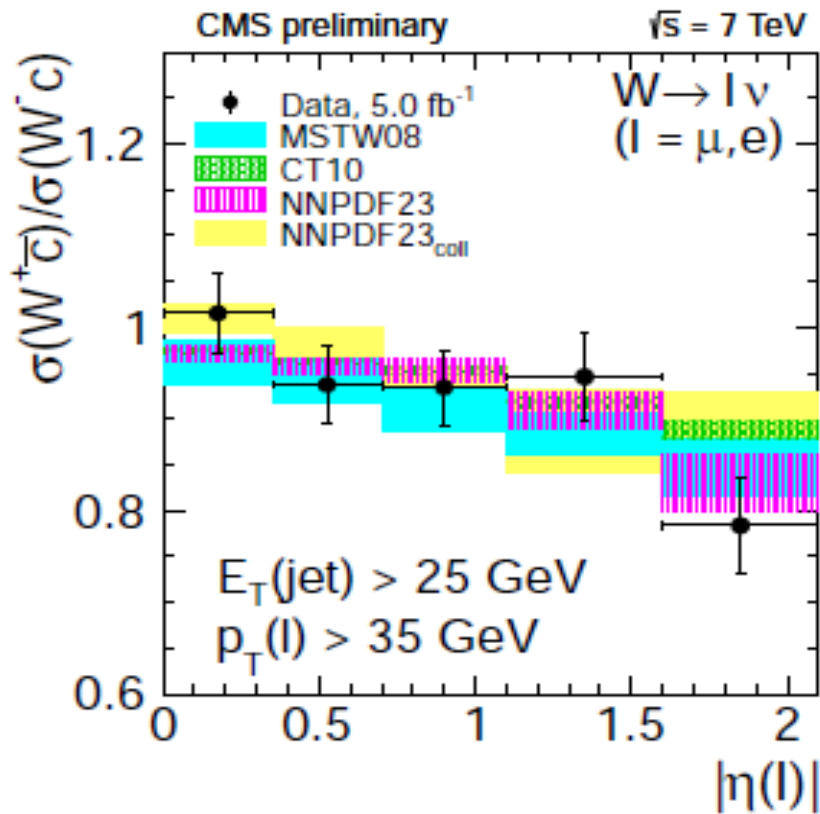 CMS preliminary √s = 7 TeV
σ(W⁺c̅)/σ(W⁻c)
W→ l ν
(l = μ,e)
Data, 5.0 fb⁻¹
MSTW08
CT10
NNPDF23
NNPDF23coll
1.2
1
0.8
0.6
E_T(jet) > 25 GeV
p_T(l) > 35 GeV
0 0.5 1 1.5 2
|η(l)|